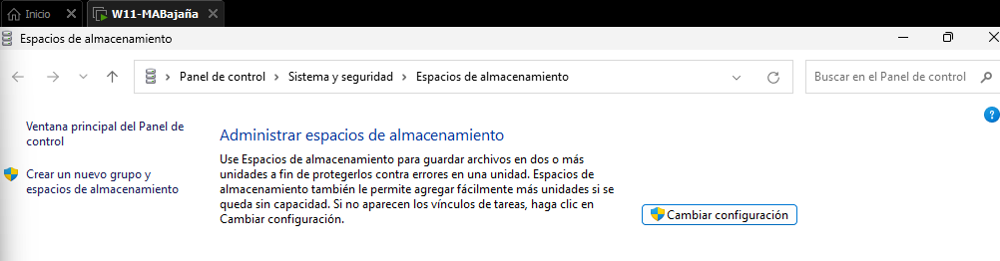 Inicio
W11-MABajaña
Espacios de almacenamiento
Panel de control > Sistema y seguridad > Espacios de almacenamiento
Buscar en el Panel de control
Ventana principal del Panel de
control
Crear un nuevo grupo y
espacios de almacenamiento
Administrar espacios de almacenamiento
Use Espacios de almacenamiento para guardar archivos en dos o más
unidades a fin de protegerlos contra errores en una unidad. Espacios de
almacenamiento también le permite agregar fácilmente más unidades si se
queda sin capacidad. Si no aparecen los vínculos de tareas, haga clic en
Cambiar configuración.
Cambiar configuración